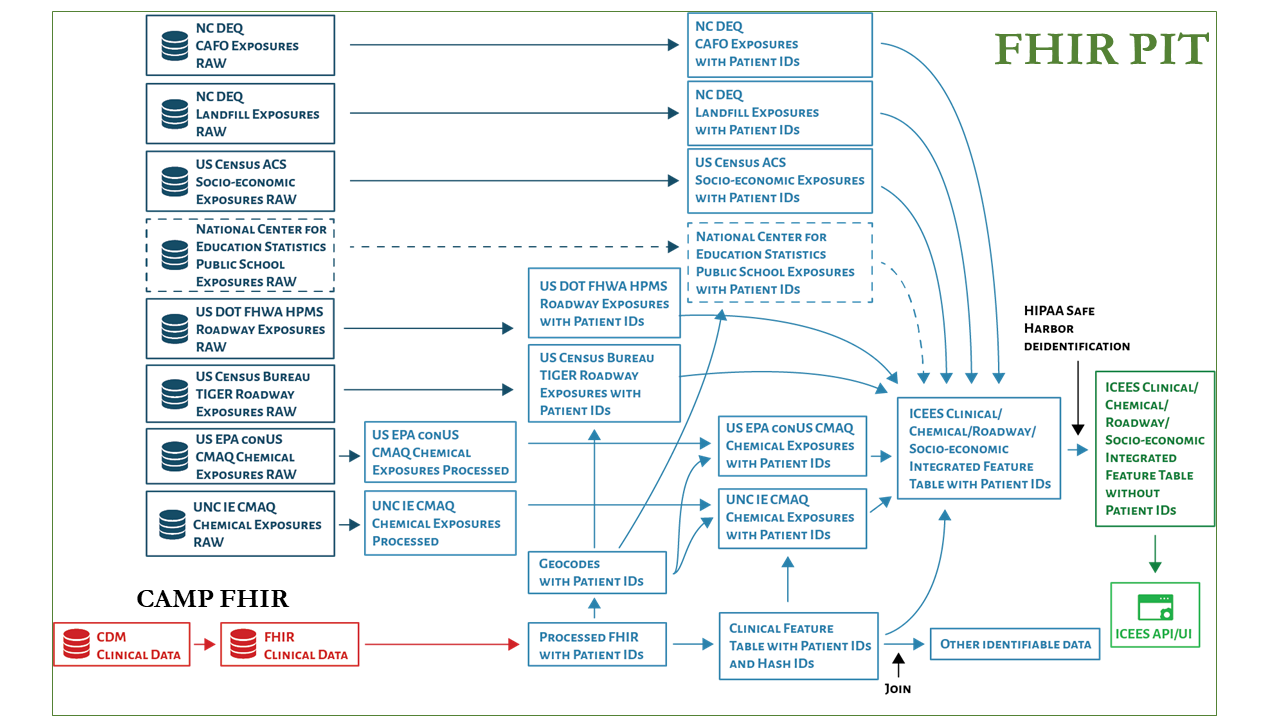 FHIR PIT
NC DEQ
CAFO Exposures
RAW
NC DEQ
CAFO Exposures
with Patient IDs
NC DEQ
Landfill Exposures
RAW
NC DEQ
Landfill Exposures
with Patient IDs
US Census ACS
Socio-economic
Exposures RAW
US Census ACS
Socio-economic Exposures
with Patient IDs
National Center for
Education Statistics
Public School
Exposures RAW
National Center for
Education Statistics
Public School Exposures
with Patient IDs
US DOT FHWA HPMS
Roadway Exposures
RAW
US DOT FHWA HPMS
Roadway Exposures
with Patient IDs
US Census Bureau
TIGER Roadway
Exposures RAW
US Census Bureau
TIGER Roadway
Exposures with
Patient IDs
US EPA conUS
CMAQ Chemical
Exposures RAW
US EPA conUS
CMAQ Chemical
Exposures Processed
US EPA conUS CMAQ
Chemical Exposures
with Patient IDs
UNC IE CMAQ
Chemical Exposures
RAW
UNC IE CMAQ
Chemical Exposures
Processed
UNC IE CMAQ
Chemical Exposures
with Patient IDs
HIPAA Safe
Harbor
deidentification
ICEES Clinical/
Chemical/Roadway/
Socio-economic
Integrated Feature
Table with Patient IDs
ICEES Clinical/
Chemical/
Roadway/
Socio-economic
Integrated
Feature Table
without
Patient IDs
Geocodes
with Patient IDs
CAMP FHIR
CDM
Clinical Data
FHIR
Clinical Data
Processed FHIR
with Patient IDs
Clinical Feature
Table with Patient IDs
and Hash IDs
Other identifiable data
Join
ICEES API/UI